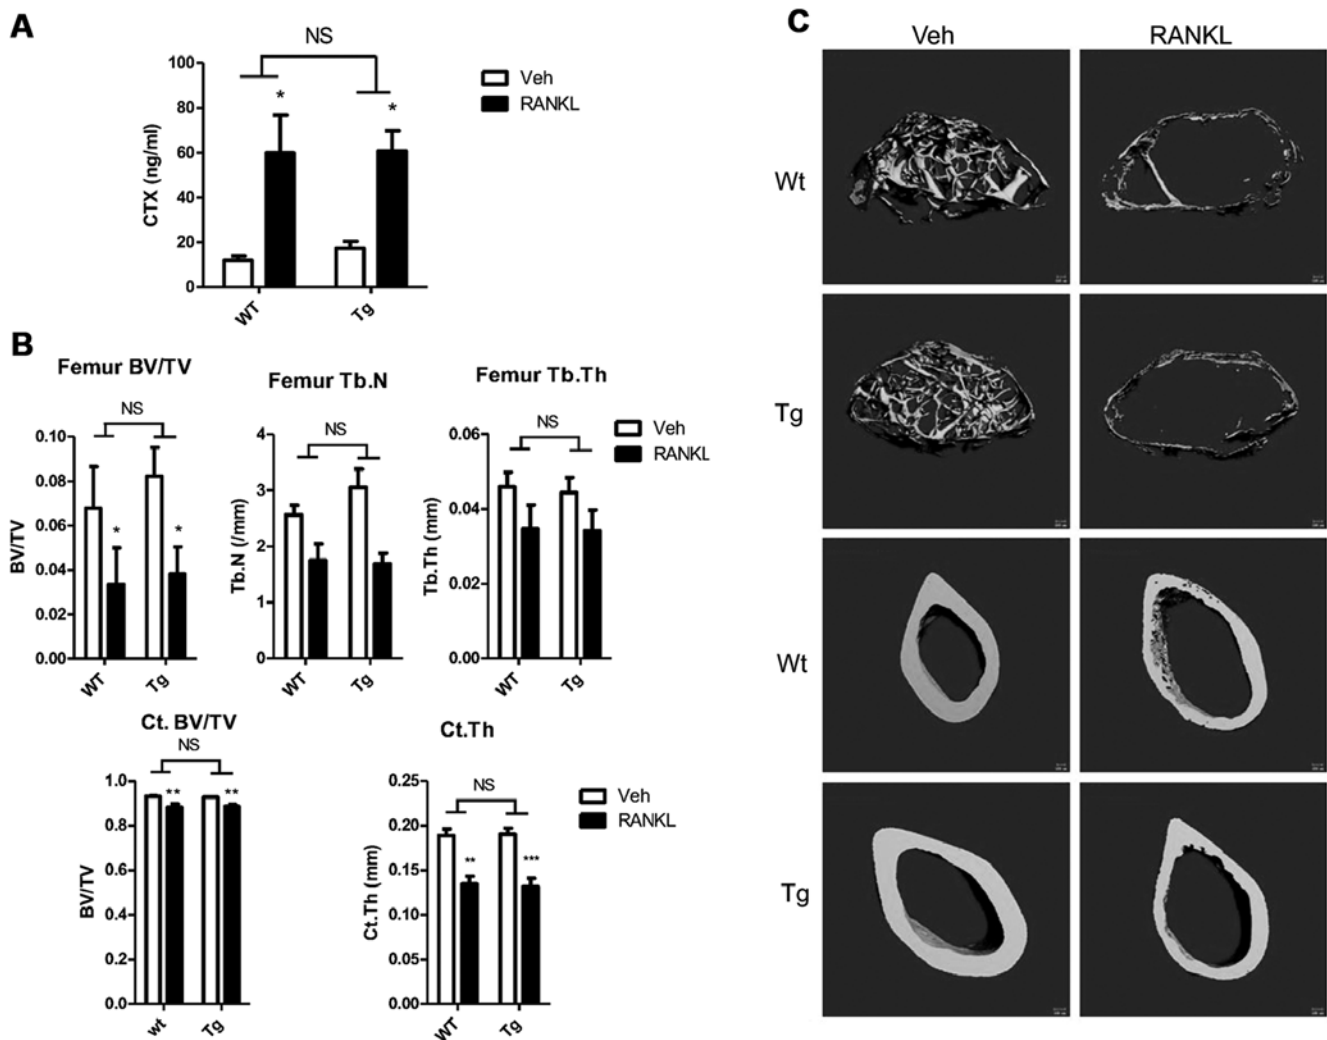 A
NS
100
80
60
40
20
0
CTX (ng/ml)
*
*
WT
Tg
Veh
RANKL
B
Femur BV/TV
NS
0.10
0.08
0.06
0.04
0.02
0.00
BV/TV
*
*
WT
Tg
Femur Tb.N
NS
4
3
2
1
0
Tb.N (/mm)
WT
Tg
Femur Tb.Th
NS
0.06
0.04
0.02
0.00
Tb.Th (mm)
WT
Tg
Veh
RANKL
Ct. BV/TV
NS
1.0
0.8
0.6
0.4
0.2
0.0
BV/TV
**
**
wt
Tg
Ct.Th
NS
0.25
0.20
0.15
0.10
0.05
0.00
Ct.Th (mm)
**
***
WT
Tg
Veh
RANKL
C
Veh
RANKL
Wt
Tg
Wt
Tg